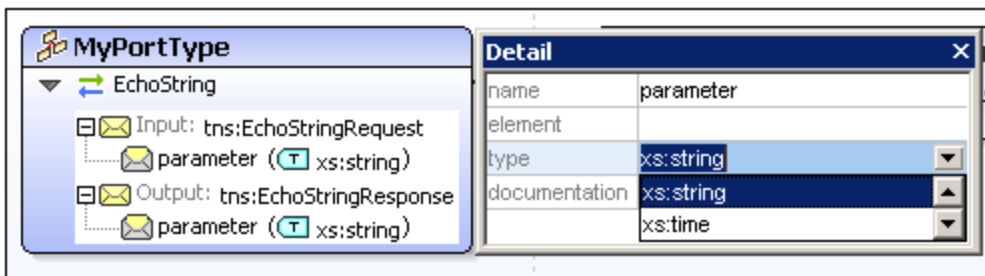 MyPortType
EchoString
Input: tns:EchoStringRequest
parameter (T xs:string)
Output: tns:EchoStringResponse
parameter (T xs:string)
Detail
name parameter
element
type xs:string
documentation xs:string
xs:time